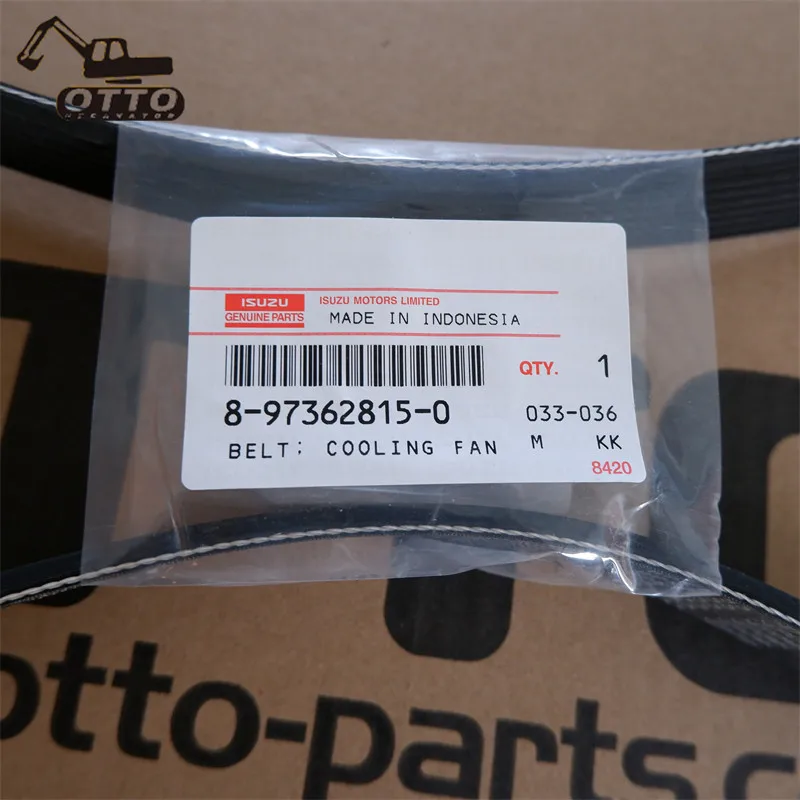 OTTO
EXCAVATOR
ISUZU
GENUINE PARTS
ISUZU MOTORS LIMITED
MADE IN INDONESIA
QTY. 1
8-97362815-0
033-036
BELT; COOLING FAN
M KK
8420
otto-parts.c